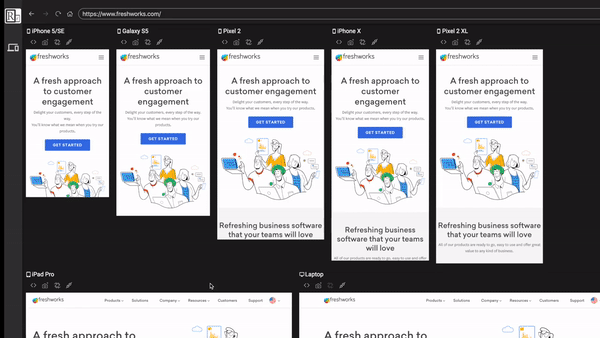 https://www.freshworks.com/
iPhone 5/SE
Galaxy S5
Pixel 2
iPhone X
Pixel 2 XL
freshworks
A fresh approach
to customer
engagement
Delight your customers, every step of the
way.
You'll know what we mean when you try our
products.
GET STARTED
freshworks
A fresh approach
to customer
engagement
Delight your customers, every step of the way.
You'll know what we mean when you try our
products.
GET STARTED
freshworks
A fresh approach to
customer
engagement
Delight your customers, every step of the way.
You'll know what we mean when you try our products.
GET STARTED
Refreshing business software
that your teams will love
freshworks
A fresh approach
to customer
engagement
Delight your customers, every step of the way.
You'll know what we mean when you try our
products.
GET STARTED
Refreshing business
software that your teams
will love
All of our products are ready to go, easy to use and offer
freshworks
A fresh approach to
customer
engagement
Delight your customers, every step of the way.
You'll know what we mean when you try our products.
GET STARTED
Refreshing business software
that your teams will love
All of our products are ready to go, easy to use and offer great
value to any kind of business.
iPad Pro
Laptop
freshworks
Products
Solutions
Company
Resources
Customers
Support
A fresh approach
freshworks
Products
Solutions
Company
Resources
Customers
Support
A fresh approach to